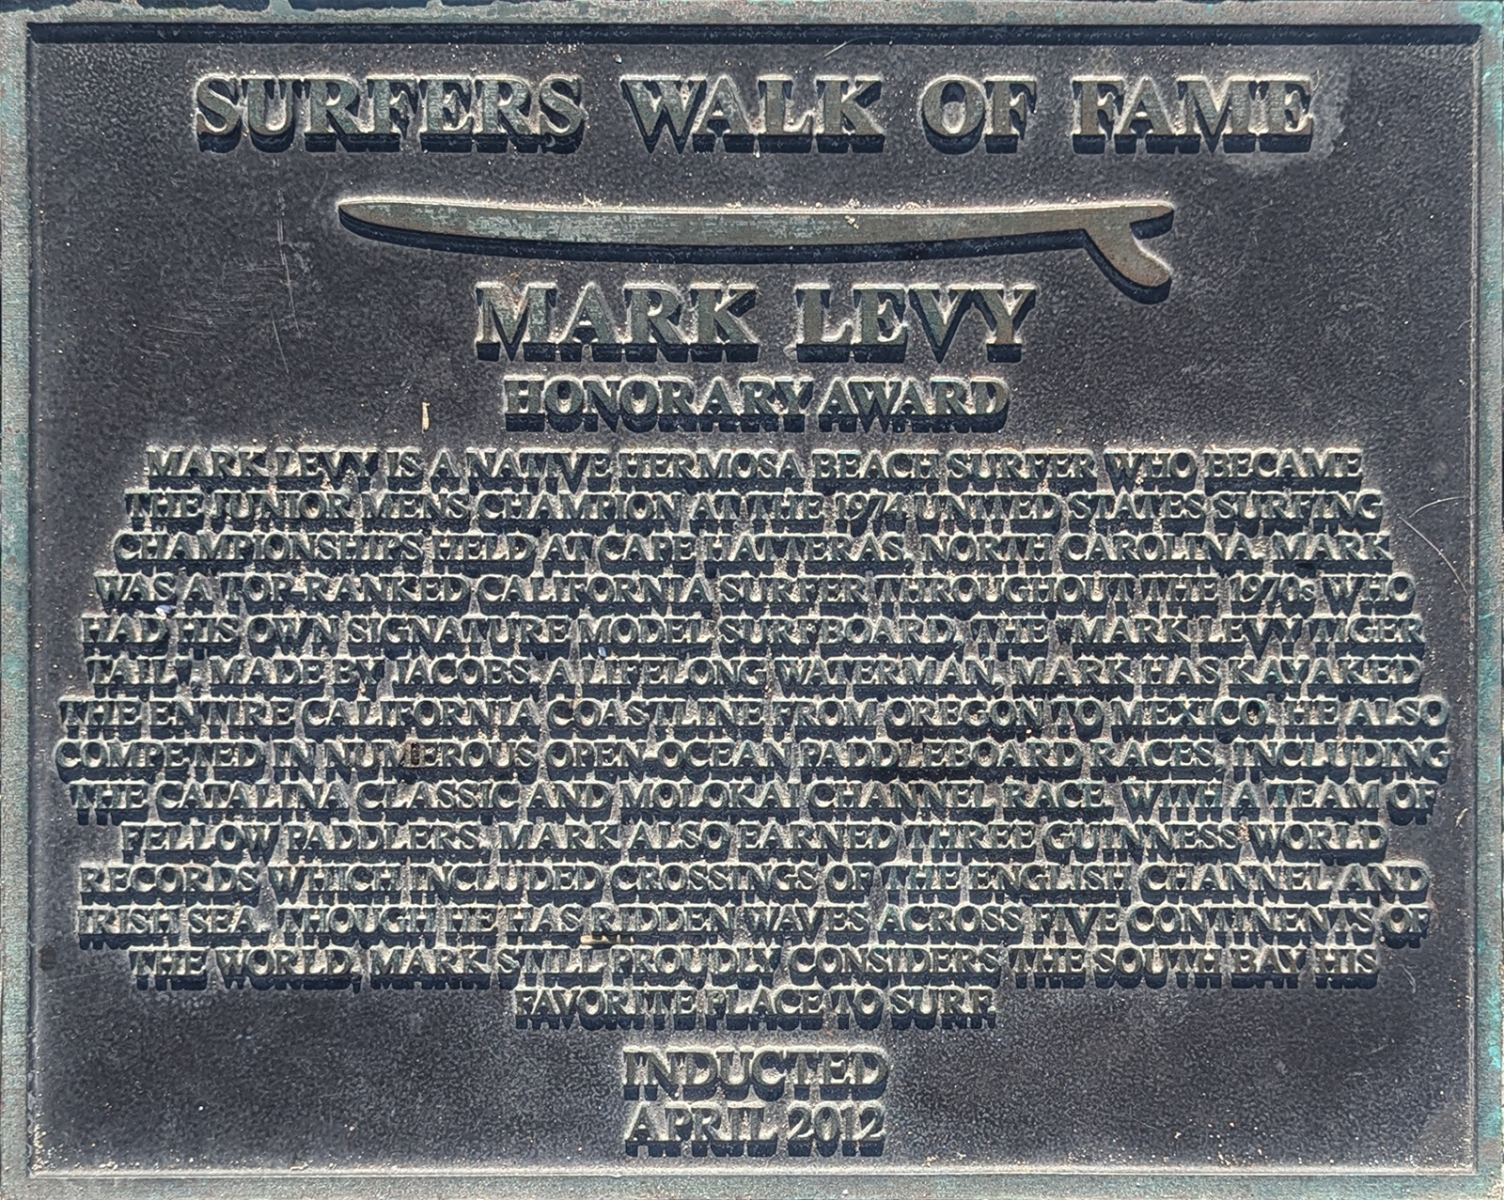 SURFERS WALK OF FAME
MARK LEVY
HONORARY AWARD
MARK LEVY IS A NATIVE HERMOSA BEACH SURFER WHO BECAME
THE JUNIOR MENS CHAMPION AT THE 1974 UNITED STATES SURFING
CHAMPIONSHIPS HELD AT CAPE HATTERAS, NORTH CAROLINA. MARK
WAS A TOP-RANKED CALIFORNIA SURFER THROUGHOUT THE 1970s WHO
HAD HIS OWN SIGNATURE MODEL SURFBOARD, THE "MARK LEVY TIGER
TAIL", MADE BY JACOBS. A LIFELONG WATERMAN, MARK HAS KAYAKED
THE ENTIRE CALIFORNIA COASTLINE FROM OREGON TO MEXICO. HE ALSO
COMPETED IN NUMEROUS OPEN-OCEAN PADDLEBOARD RACES, INCLUDING
THE CATALINA CLASSIC AND MOLOKAI CHANNEL RACE. WITH A TEAM OF
FELLOW PADDLERS, MARK ALSO EARNED THREE GUINNESS WORLD
RECORDS WHICH INCLUDED CROSSINGS OF THE ENGLISH CHANNEL AND
IRISH SEA. THOUGH HE HAS RIDDEN WAVES ACROSS FIVE CONTINENTS OF
THE WORLD, MARK STILL PROUDLY CONSIDERS THE SOUTH BAY HIS
FAVORITE PLACE TO SURF.
INDUCTED
APRIL 2012